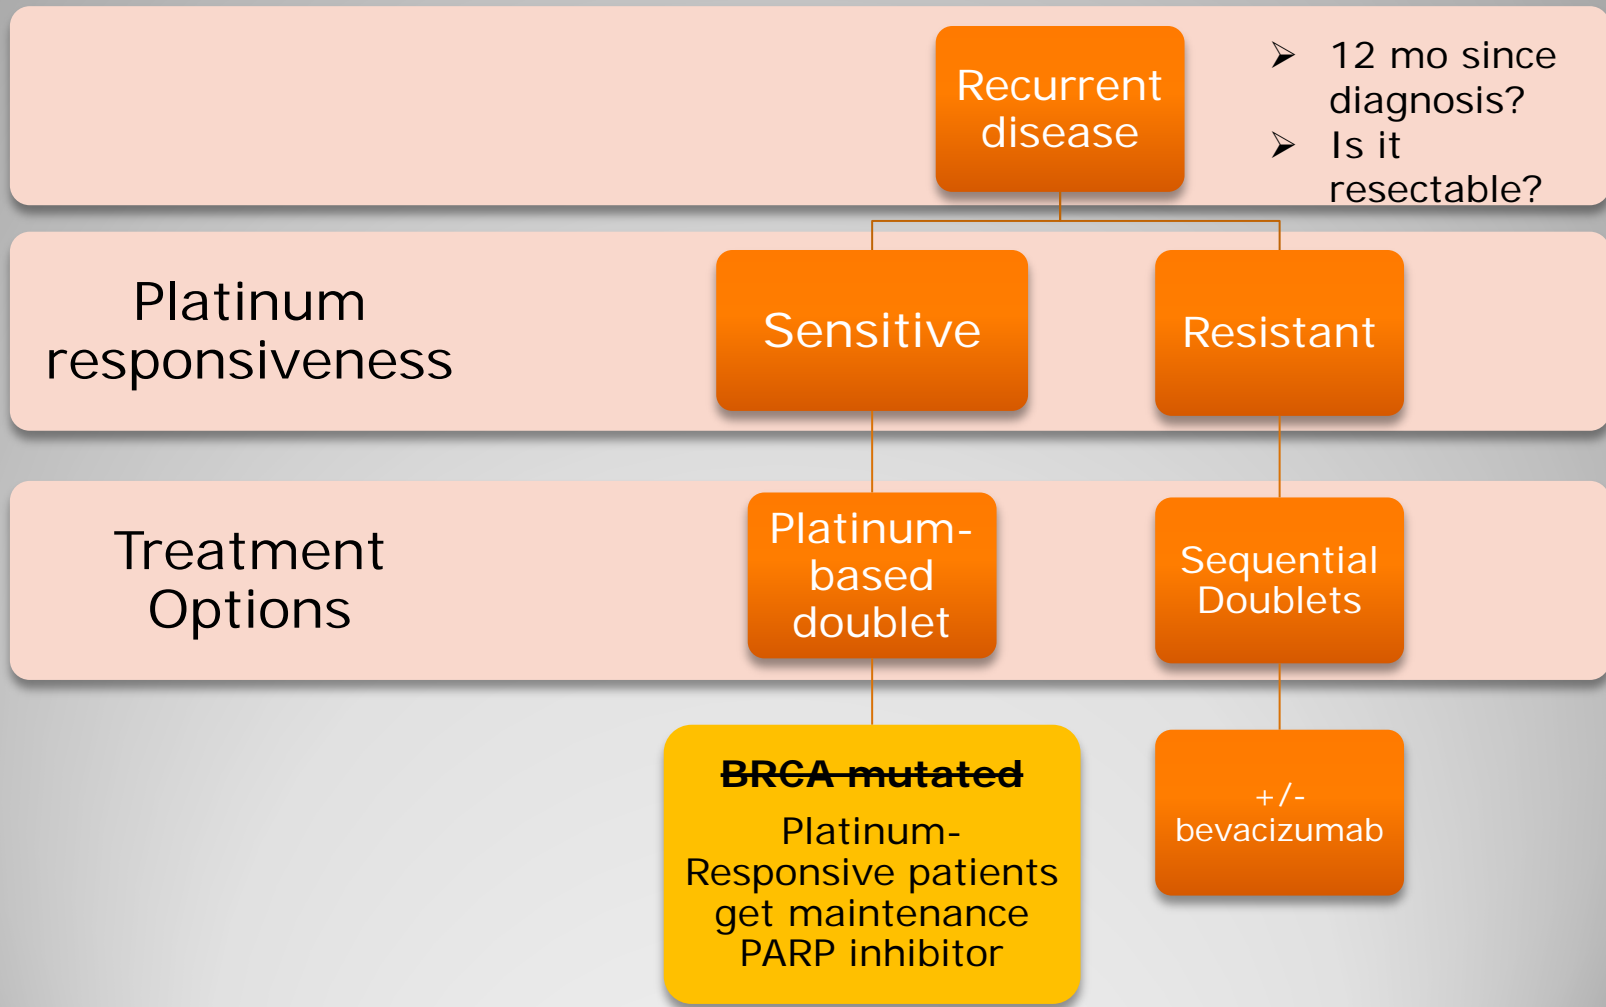 Recurrent
disease
➢ 12 mo since
diagnosis?
➢ Is it
resectable?
Platinum
responsiveness
Sensitive
Resistant
Treatment
Options
Platinum-
based
doublet
Sequential
Doublets
BRCA mutated
Platinum-
Responsive patients
get maintenance
PARP inhibitor
+/-
bevacizumab